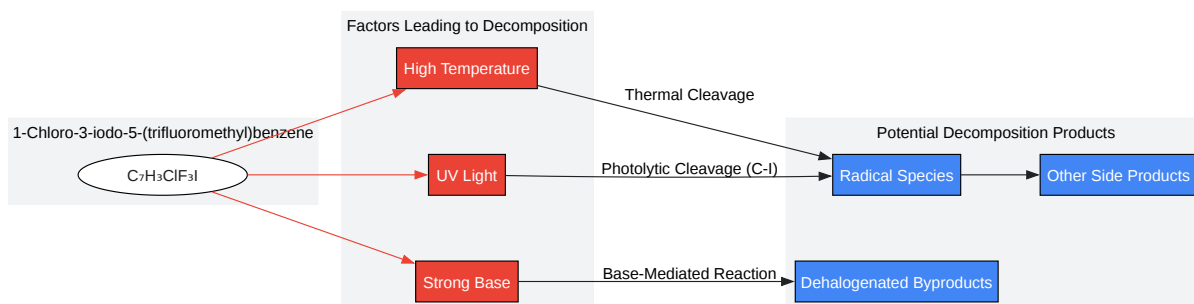 Factors Leading to Decomposition
High Temperature
Thermal Cleavage
1-Chloro-3-iodo-5-(trifluoromethyl)benzene
Potential Decomposition Products
C₇H₃ClF₃I
UV Light
Photolytic Cleavage (C-I)
Radical Species
Other Side Products
Strong Base
Base-Mediated Reaction
Dehalogenated Byproducts